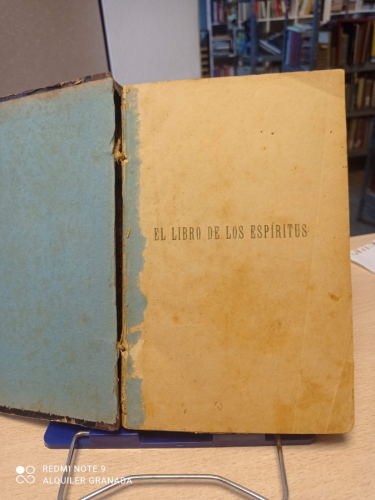 EL LIBRO DE LOS ESPÍRITUS
REDMI NOTE 9
ALQUILER GRANADA